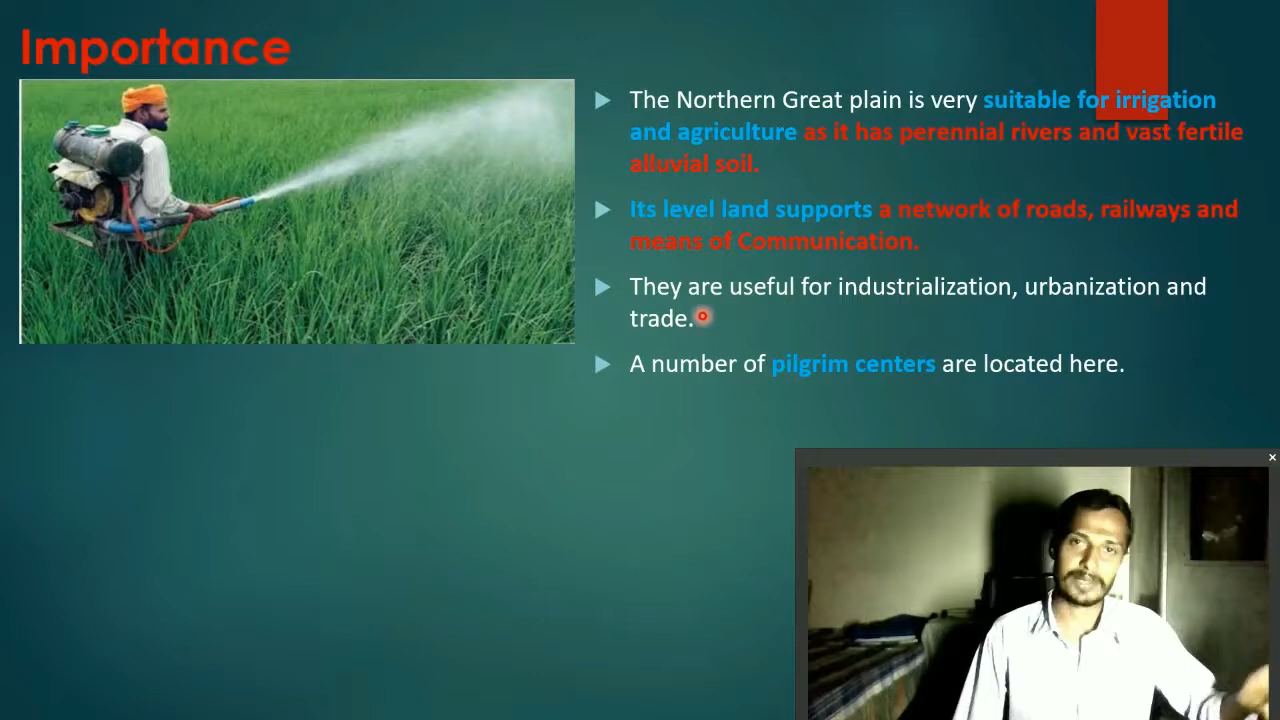 Importance
The Northern Great plain is very suitable for irrigation
and agriculture as it has perennial rivers and vast fertile
alluvial soil.
Its level land supports a network of roads, railways and
means of Communication.
They are useful for industrialization, urbanization and
trade.
A number of pilgrim centers are located here.